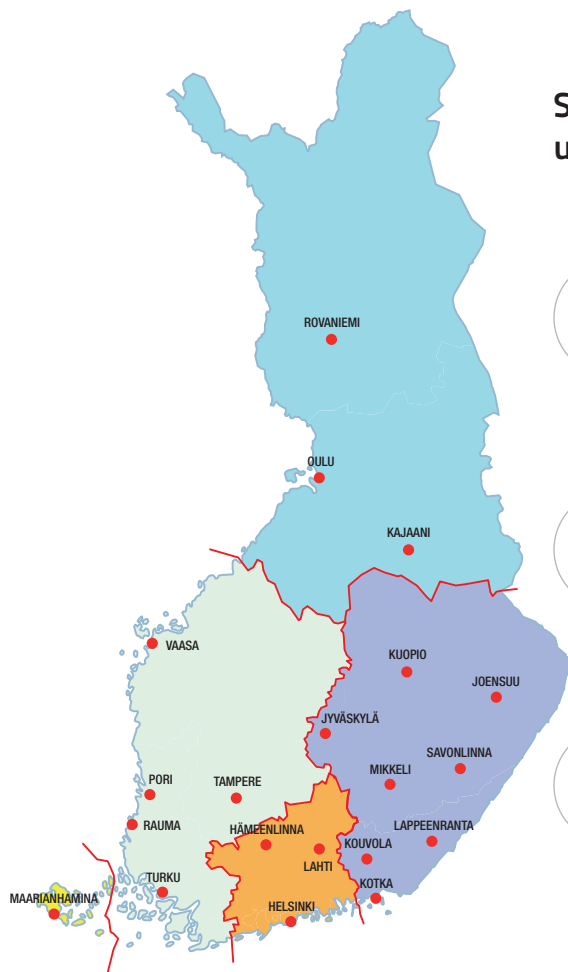 S
u
ROVANIEMI
OULU
KAJAANI
VAASA
KUOPIO
JOENSUU
JYVÄSKYLÄ
SAVONLINNA
MIKKELI
PORI
TAMPERE
RAUMA
HÄMEENLINNA
LAPPEENRANTA
KOUVOLA
LAHTI
TURKU
KOTKA
MAARIANHAMINA
HELSINKI